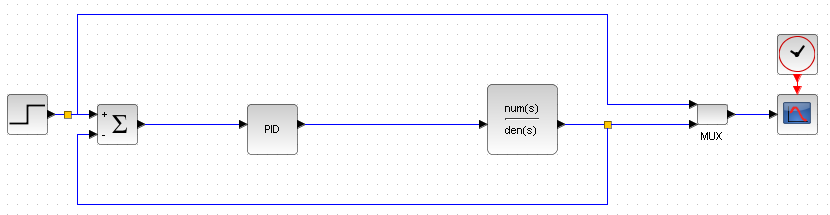 +
Σ
-
PID
num(s)
den(s)
MUX